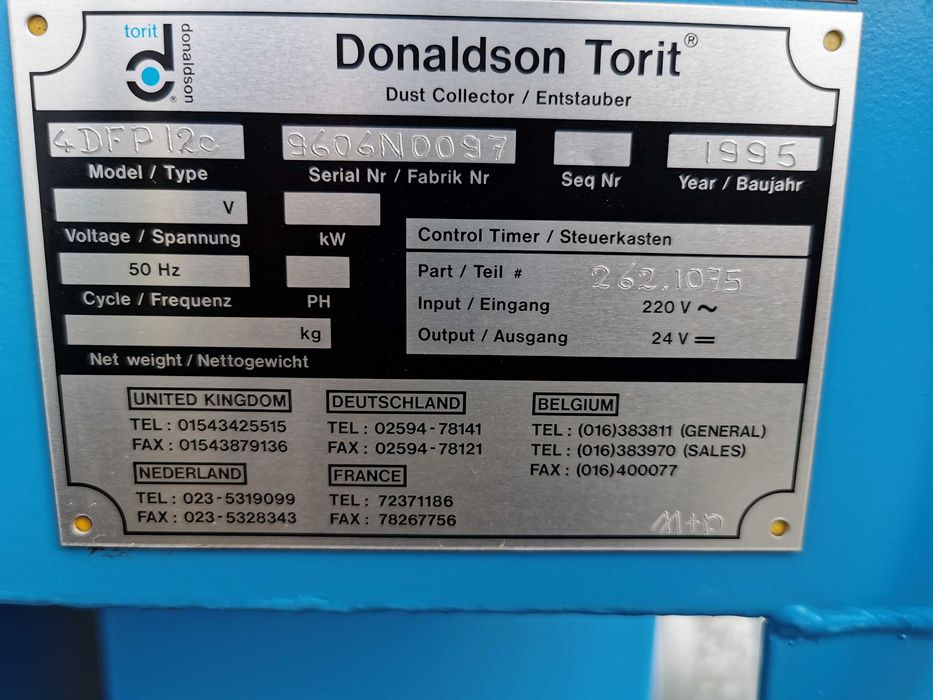 torit
donaldson
Donaldson Torit®
Dust Collector / Entstauber
4DFP120
9606N0097
1995
Model / Type
Serial Nr / Fabrik Nr
Seq Nr
Year / Baujahr
V
Voltage / Spannung
kW
Control Timer / Steuerkasten
50 Hz
Part / Teil # 262.1075
Cycle / Frequenz
PH
Input / Eingang 220 V ~
kg
Output / Ausgang 24 V ⎓
Net weight / Nettogewicht
UNITED KINGDOM
TEL : 01543425515
FAX : 01543879136
DEUTSCHLAND
TEL : 02594-78141
FAX : 02594-78121
BELGIUM
TEL : (016)383811 (GENERAL)
TEL : (016)383970 (SALES)
FAX : (016)400077
NEDERLAND
TEL : 023-5319099
FAX : 023-5328343
FRANCE
TEL : 72371186
FAX : 78267756
M+P